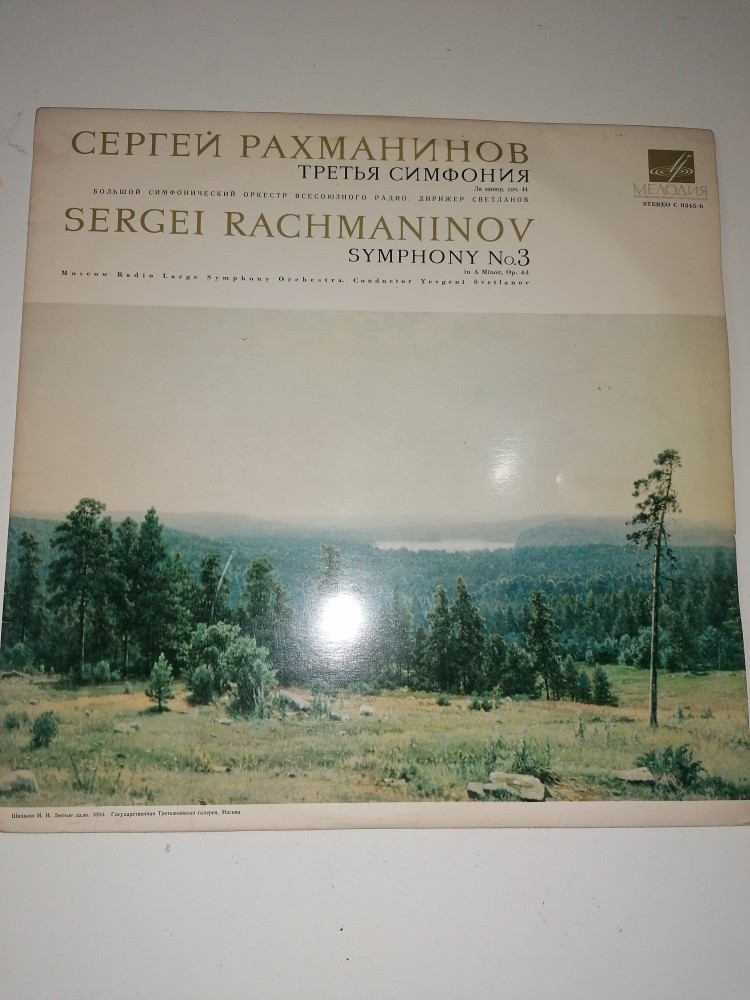 СЕРГЕЙ РАХМАНИНОВ
ТРЕТЬЯ СИМФОНИЯ
Ля минор, соч. 44
БОЛЬШОЙ СИМФОНИЧЕСКИЙ ОРКЕСТР ВСЕСОЮЗНОГО РАДИО. ДИРИЖЕР СВЕТЛАНОВ
SERGEI RACHMANINOV
SYMPHONY No.3
in A Minor, Op. 44
Moscow Radio Large Symphony Orchestra. Conductor Yevgeni Svetlanov
МЕЛОДИЯ
STEREO C 0345-6
Шишкин И. И. Лесные дали. 1884. Государственная Третьяковская галерея, Москва